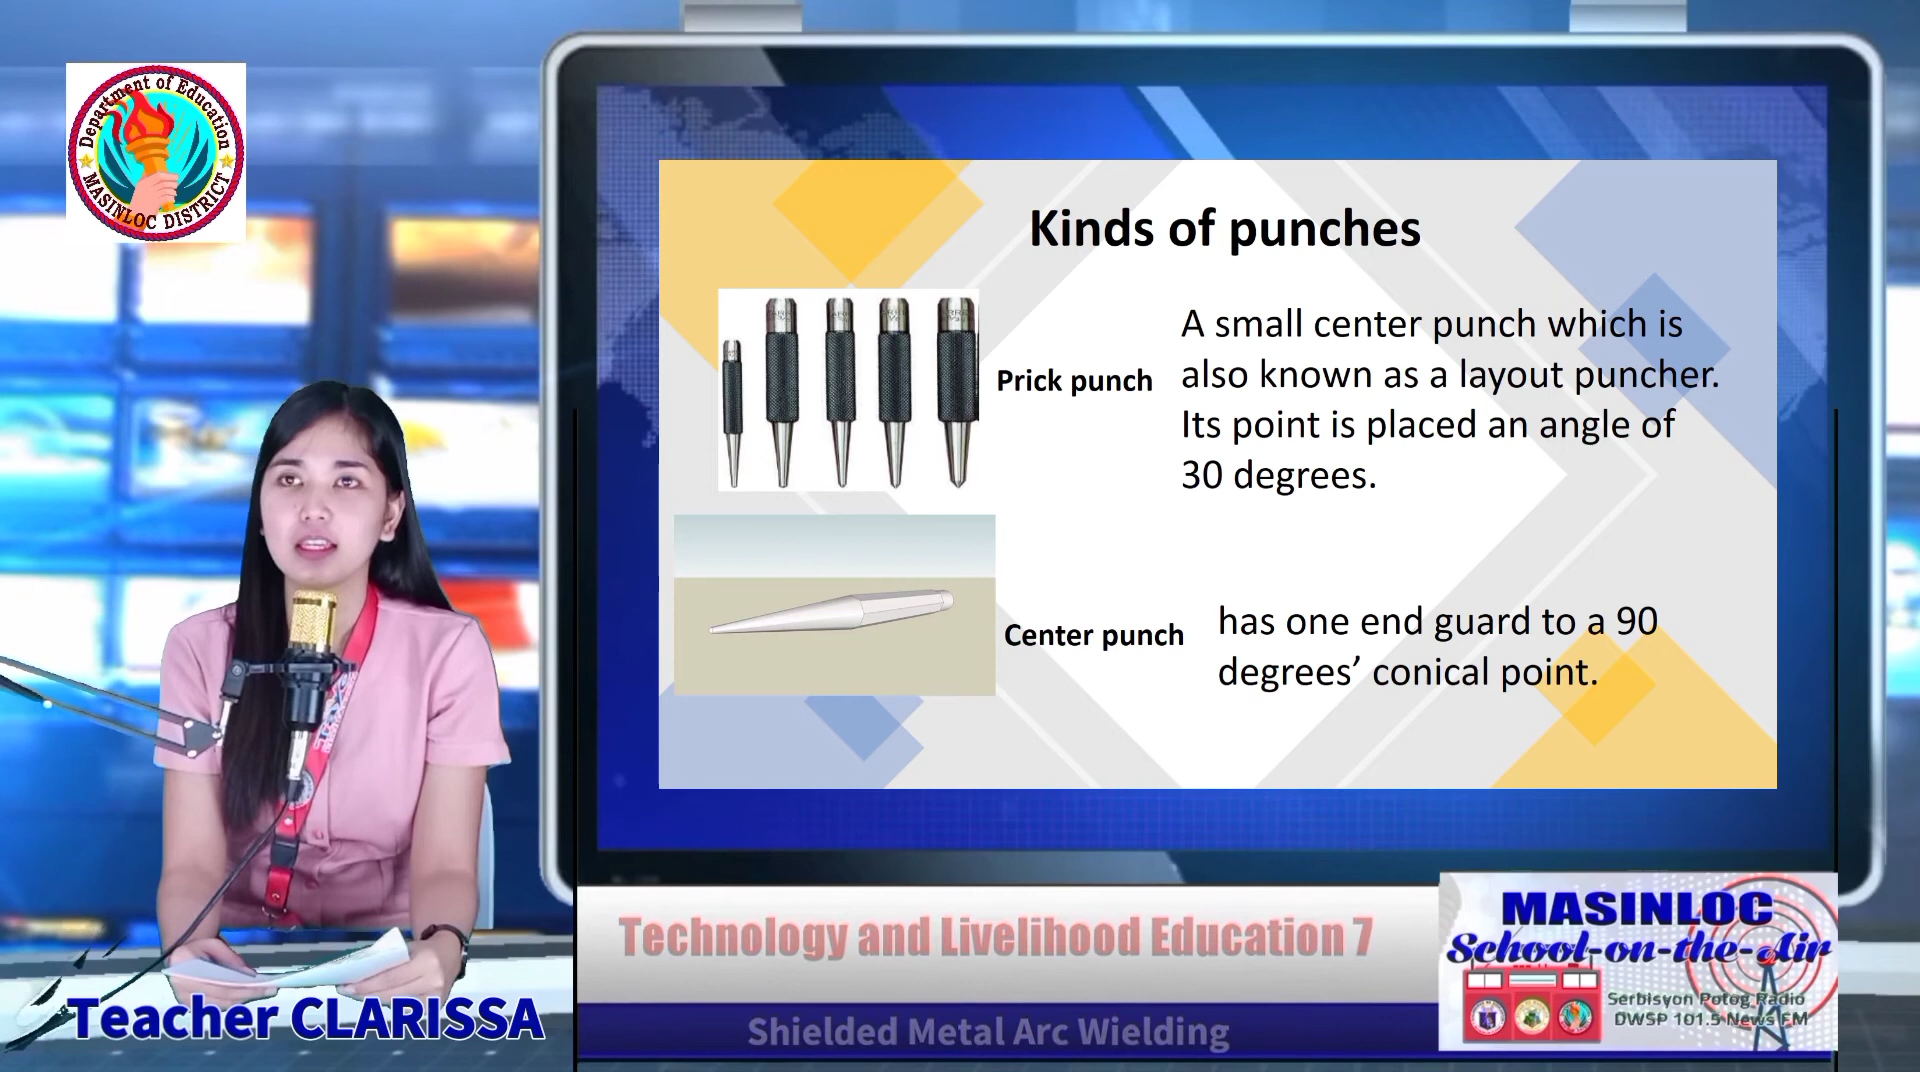 Department of Education
MASINLOC DISTRICT
Kinds of punches
Prick punch
A small center punch which is
also known as a layout puncher.
Its point is placed an angle of
30 degrees.
Center punch
has one end guard to a 90
degrees’ conical point.
Technology and Livelihood Education 7
Shielded Metal Arc Wielding
Teacher CLARISSA
MASINLOC
School-on-the-Air
Serbisyon Potog Radio
DWSP 101.5 News FM